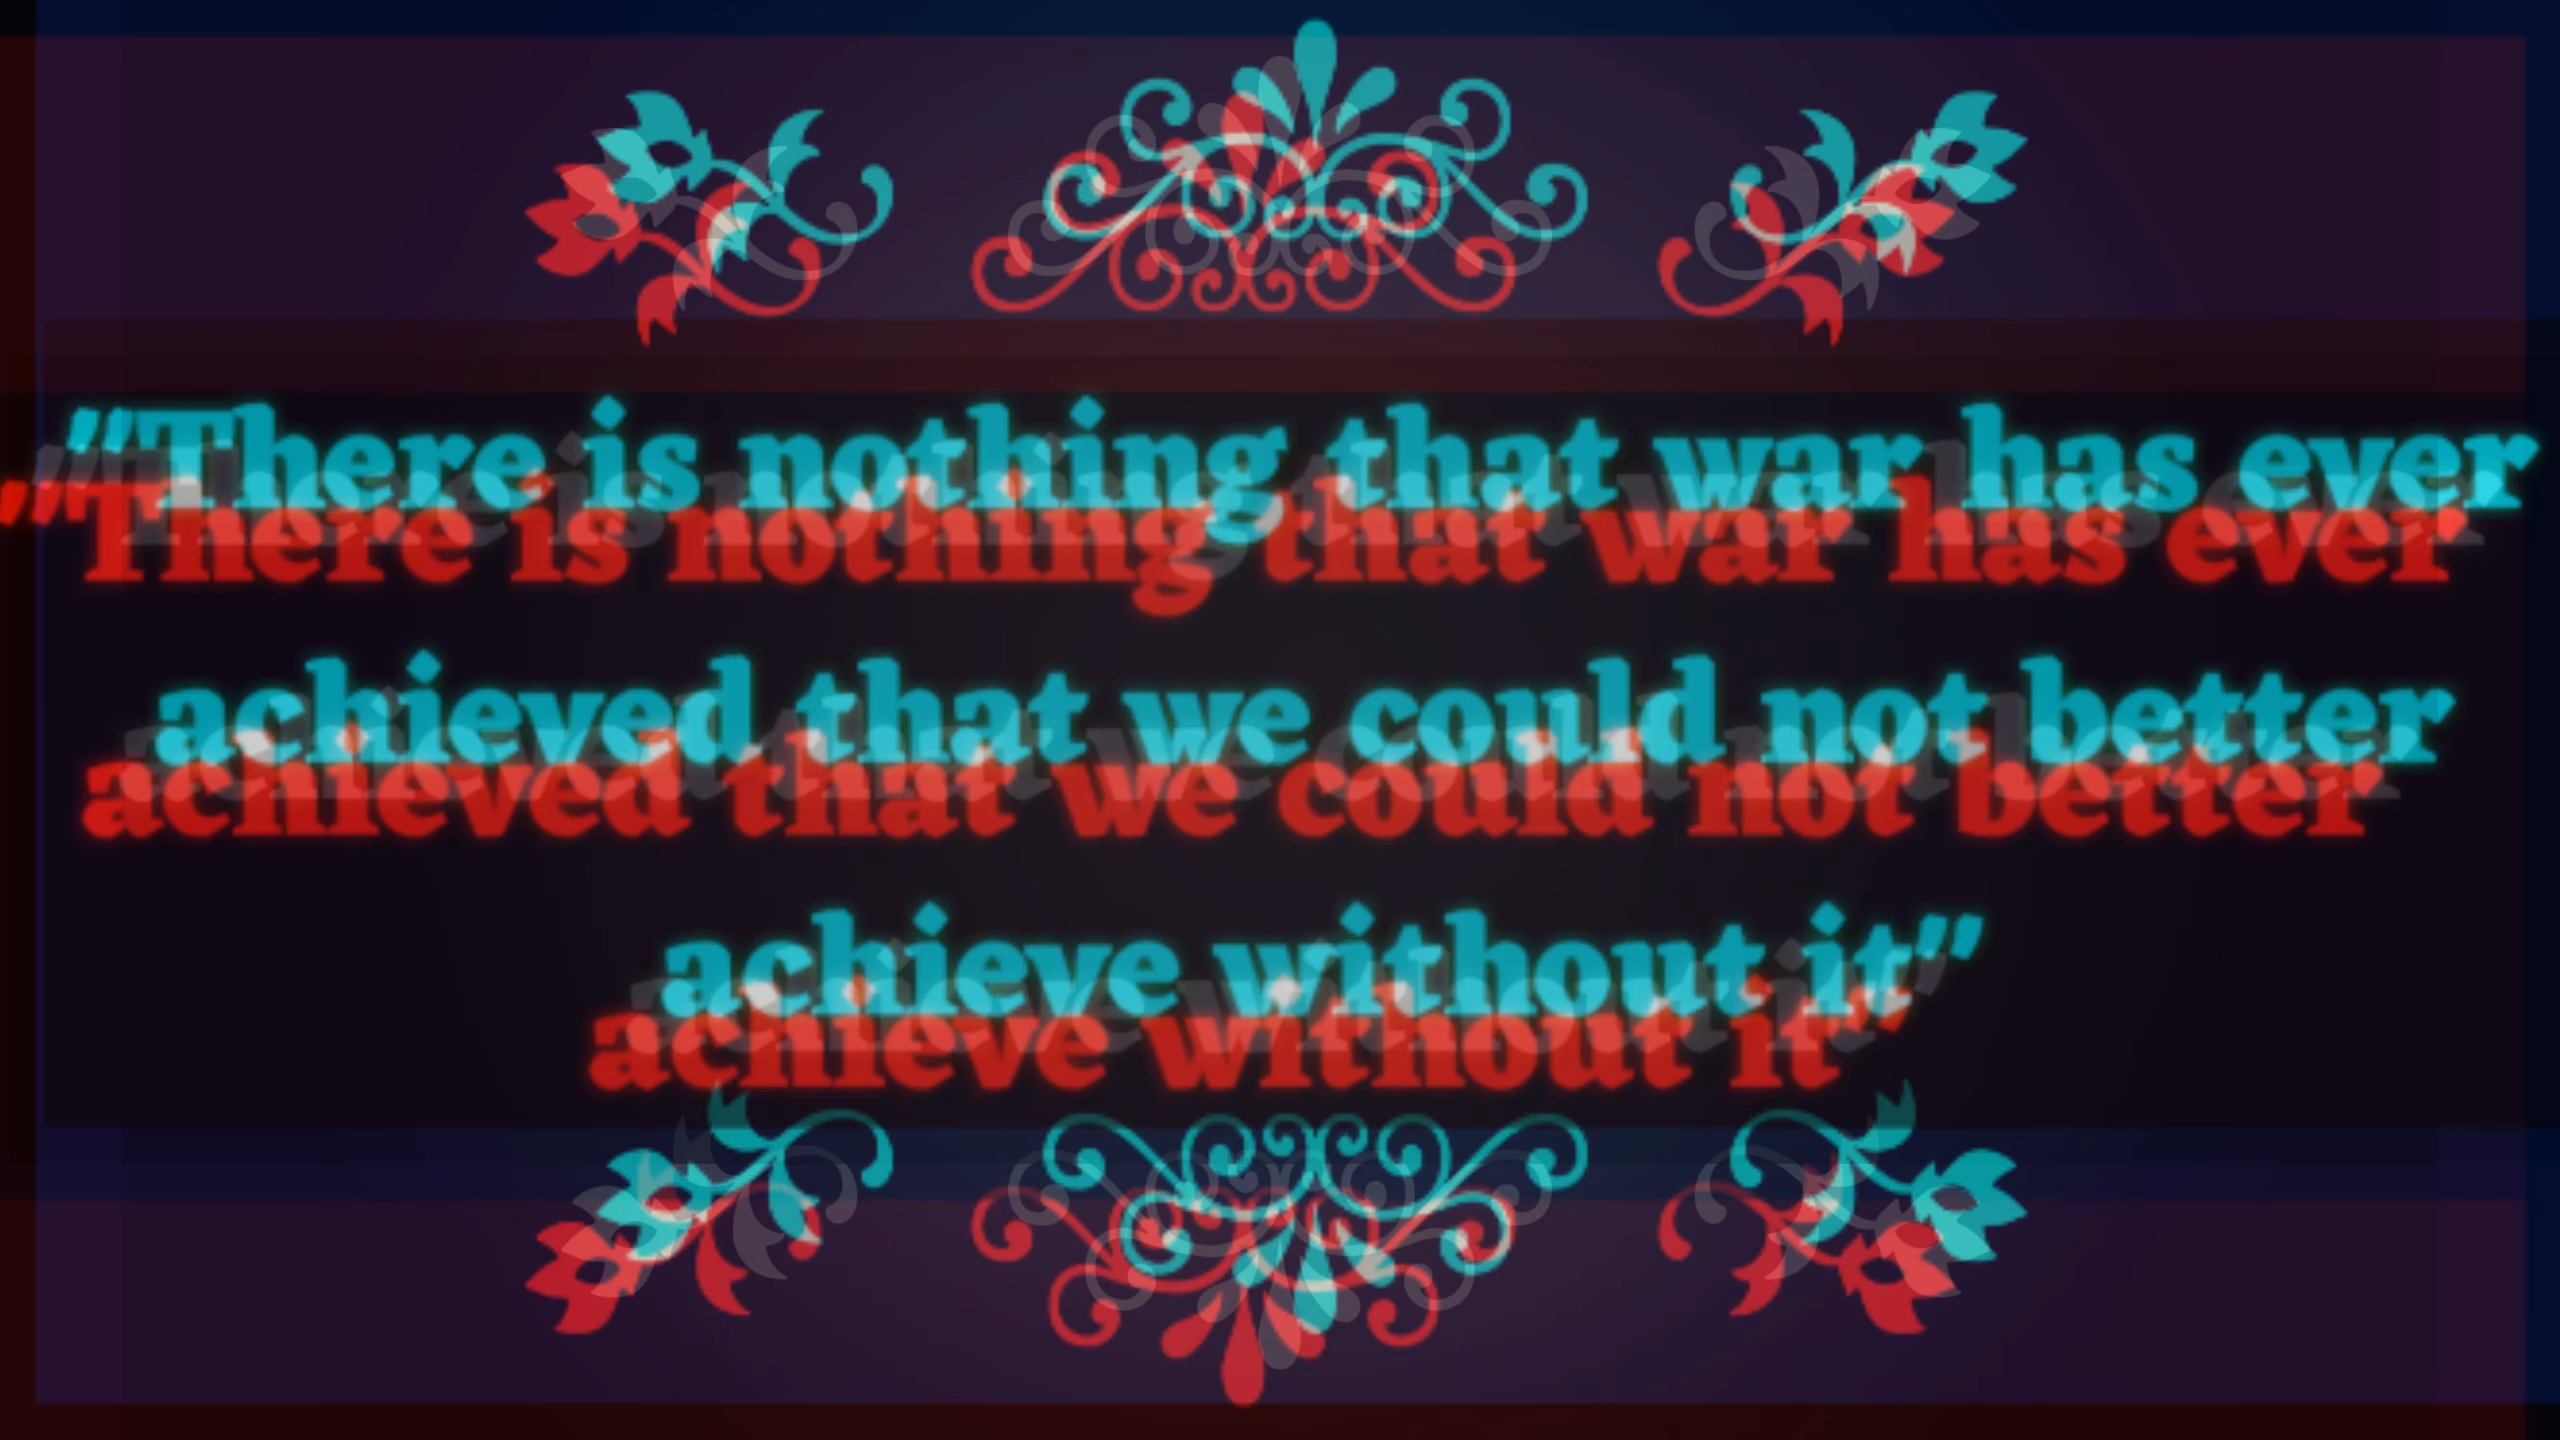 "There is nothing that war has ever
achieved that we could not better
achieve without it"